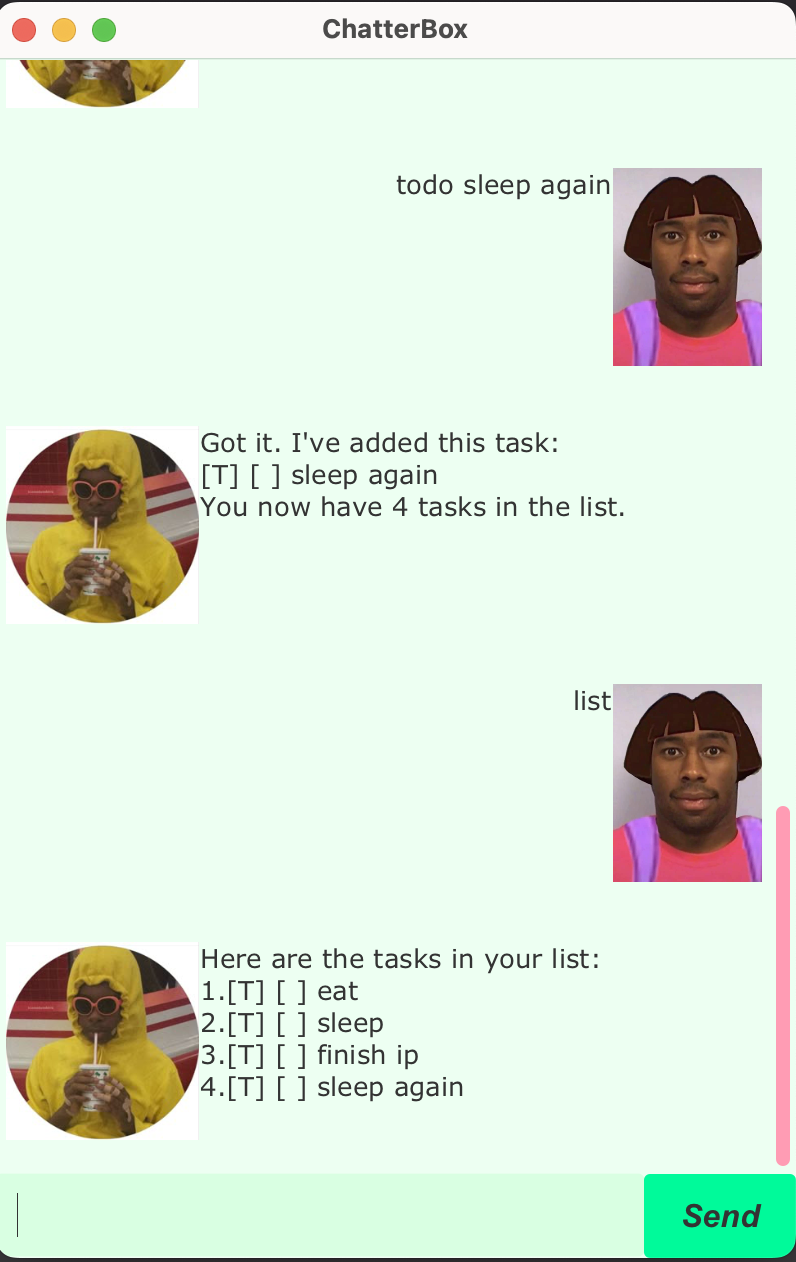 ChatterBox
todo sleep again
Got it. I've added this task:
[T] [ ] sleep again
You now have 4 tasks in the list.
list
Here are the tasks in your list:
1.[T] [ ] eat
2.[T] [ ] sleep
3.[T] [ ] finish ip
4.[T] [ ] sleep again
Send